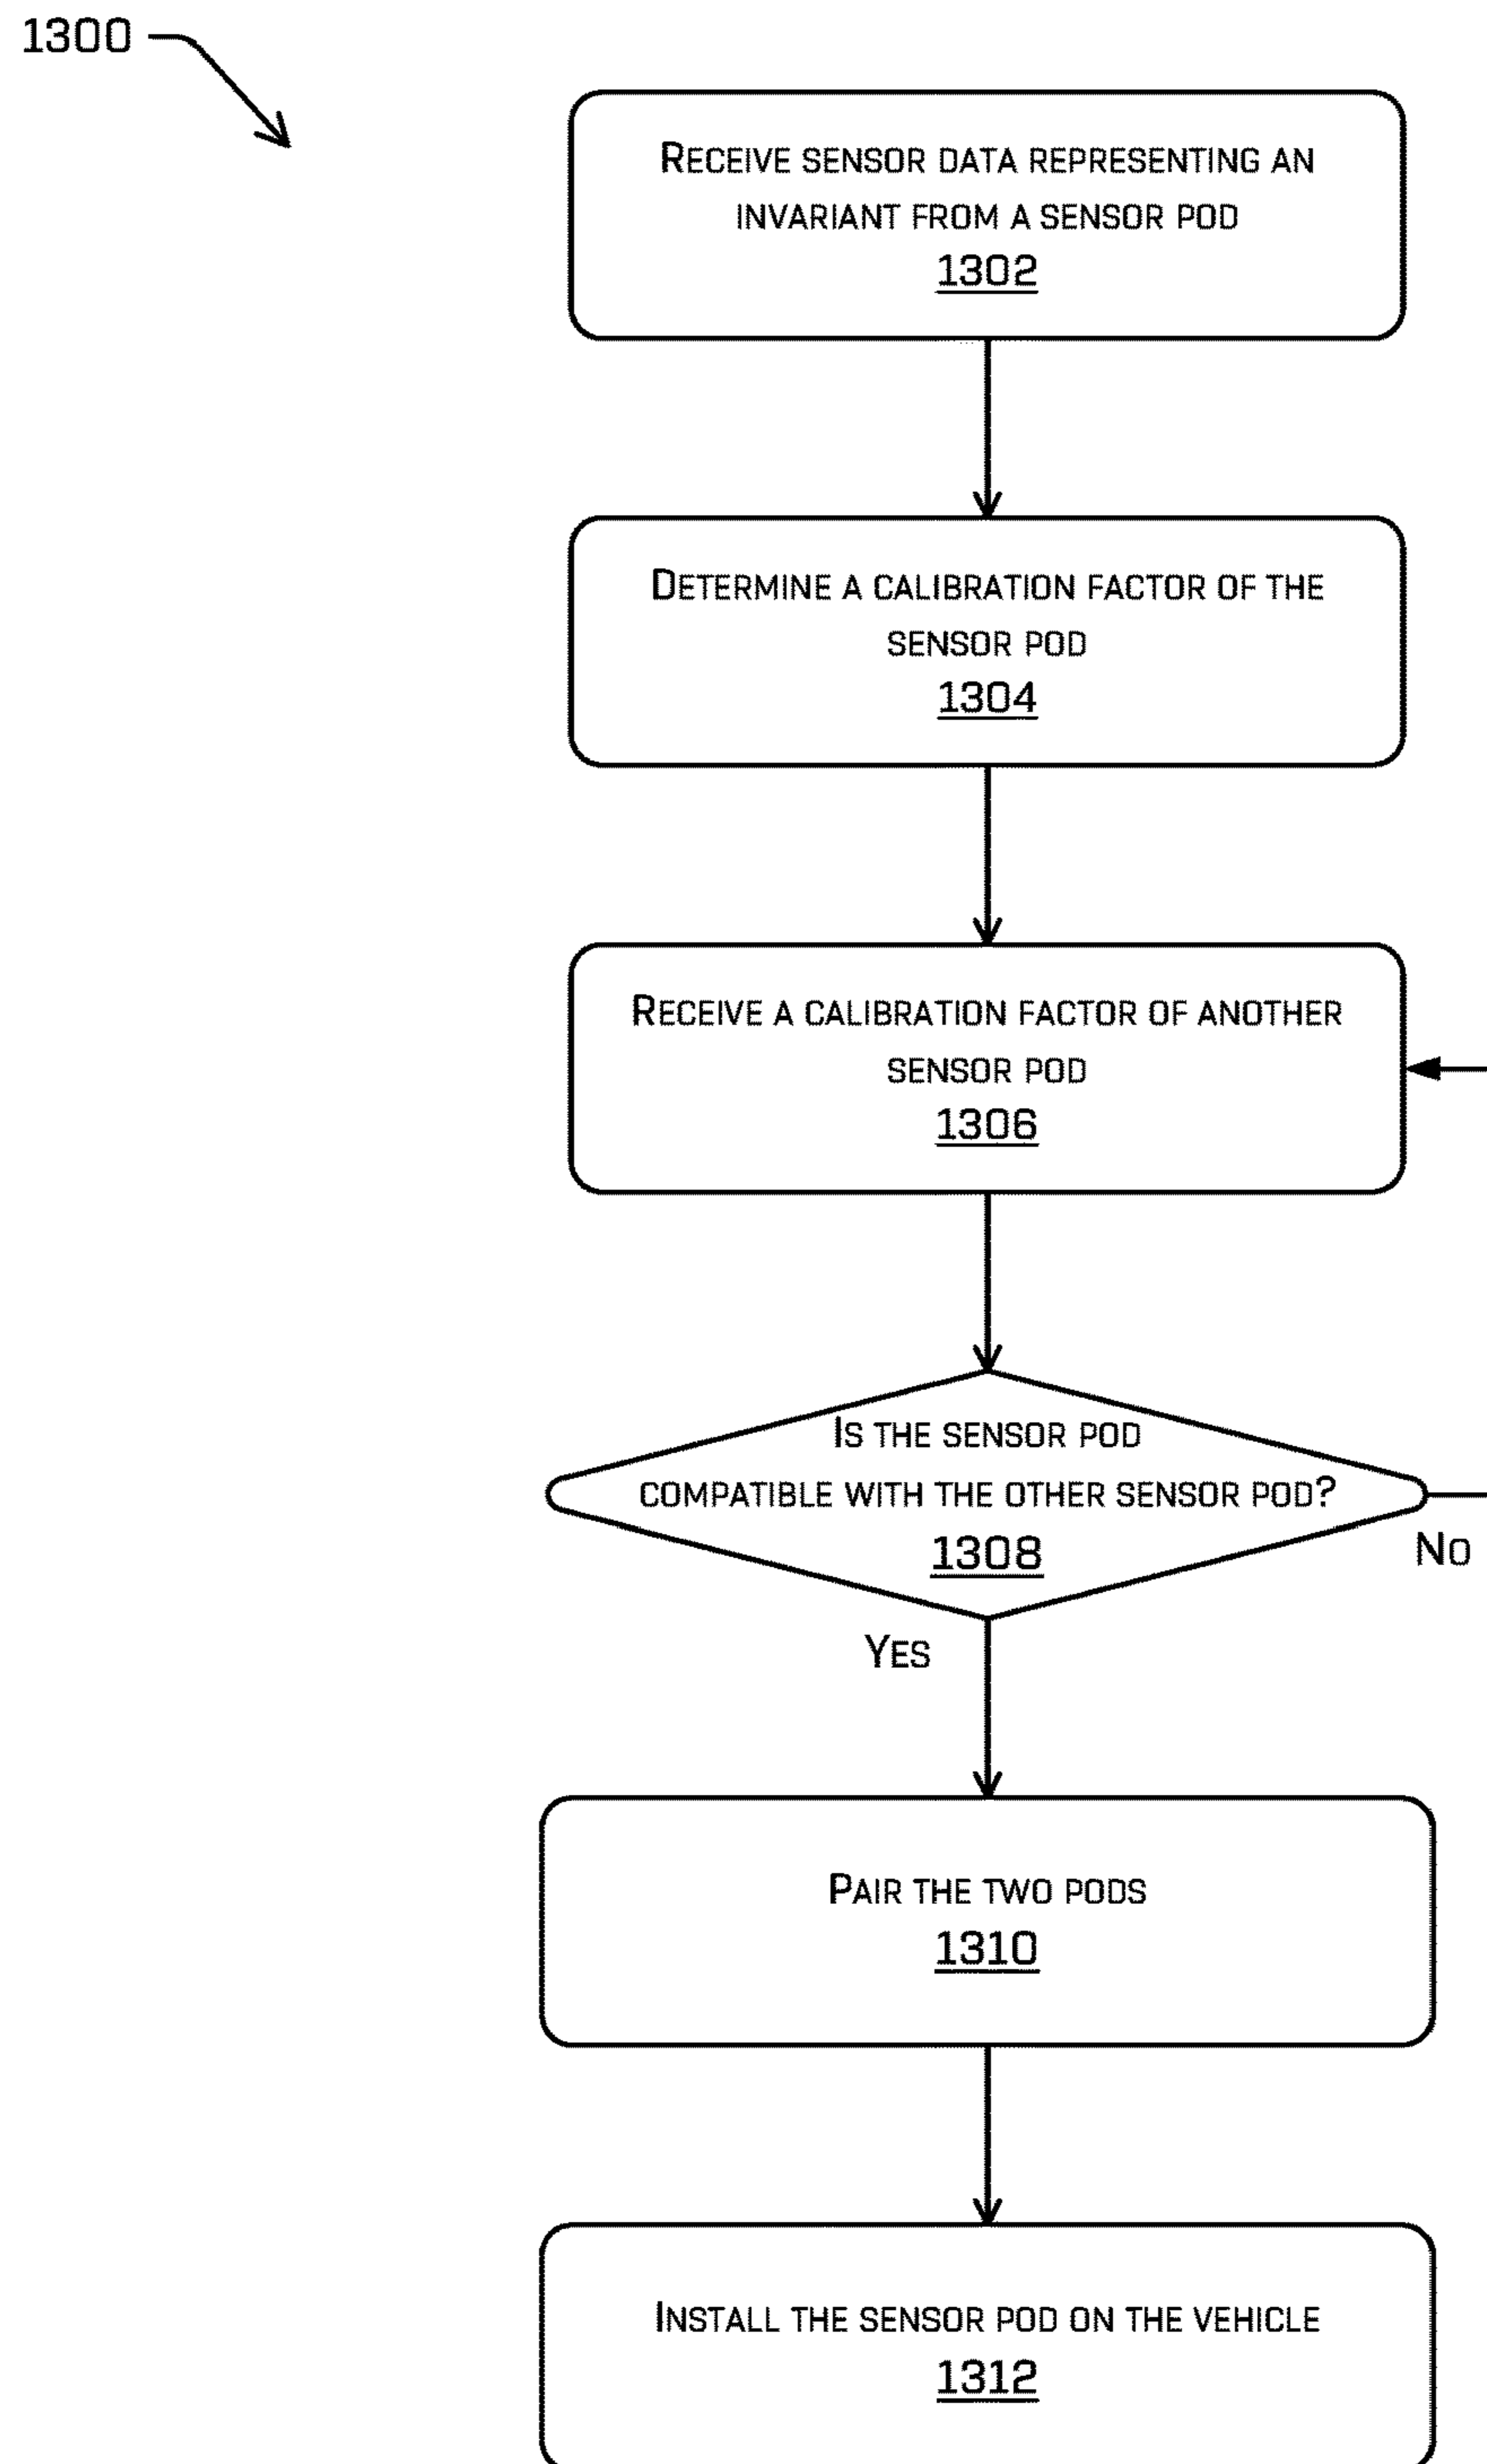 1300
Receive sensor data representing an
invariant from a sensor pod
1302
Determine a calibration factor of the
sensor pod
1304
Receive a calibration factor of another
sensor pod
1306
Is the sensor pod
compatible with the other sensor pod?
1308
No
Yes
Pair the two pods
1310
Install the sensor pod on the vehicle
1312